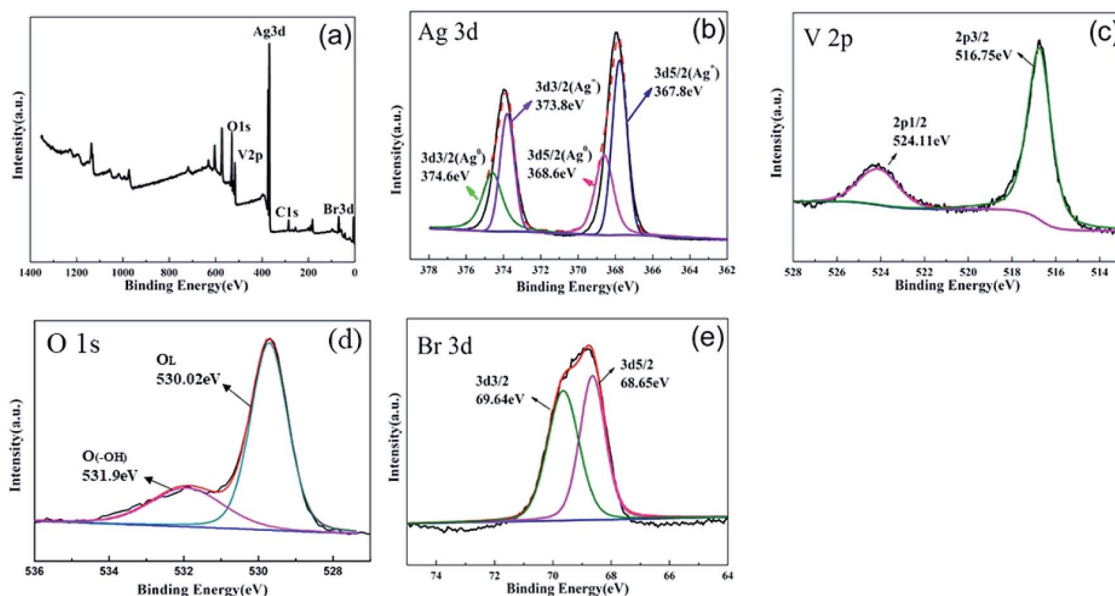 (a)
Ag3d
O1s
V2p
C1s
Br3d
Intensity(a.u.)
1400 1200 1000 800 600 400 200 0
Binding Energy(eV)
(b)
Ag 3d
3d3/2(Ag⁺)
373.8eV
3d5/2(Ag⁺)
367.8eV
3d3/2(Ag⁰)
374.6eV
3d5/2(Ag⁰)
368.6eV
Intensity(a.u.)
378 376 374 372 370 368 366 364 362
Binding Energy(eV)
(c)
V 2p
2p3/2
516.75eV
2p1/2
524.11eV
Intensity(a.u.)
528 526 524 522 520 518 516 514
Binding Energy(eV)
(d)
O 1s
OL
530.02eV
O(-OH)
531.9eV
Intensity(a.u.)
536 534 532 530 528
Binding Energy(eV)
(e)
Br 3d
3d5/2
68.65eV
3d3/2
69.64eV
Intensity(a.u.)
74 72 70 68 66 64
Binding Energy(eV)